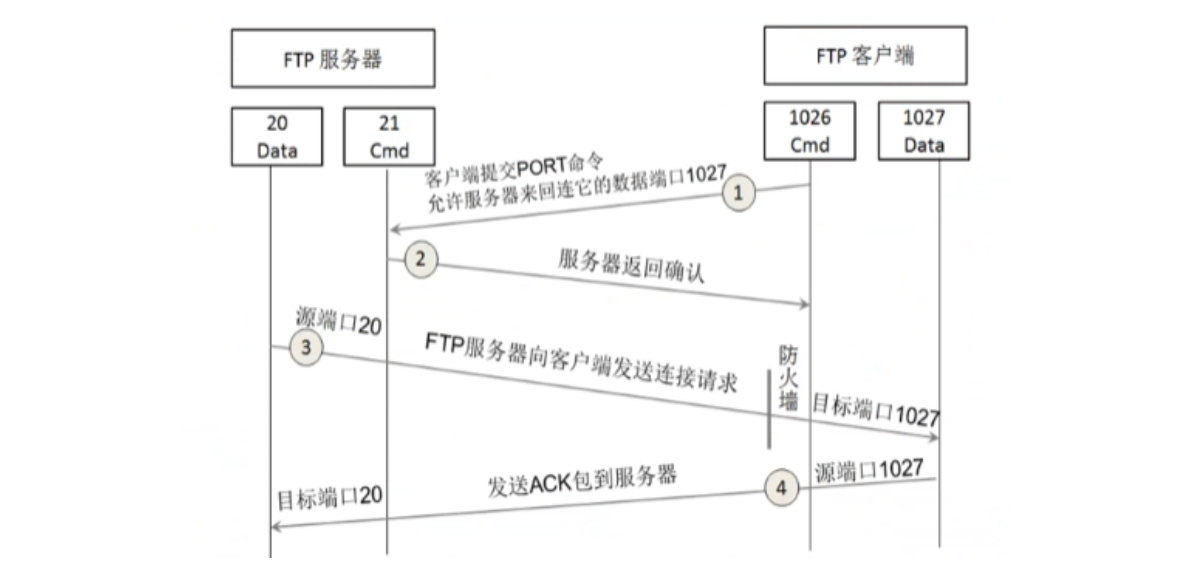 FTP 服务器
FTP 客户端
20
Data
21
Cmd
1026
Cmd
1027
Data
客户端提交PORT命令
允许服务器来回连它的数据端口1027
1
2
服务器返回确认
源端口20
3
FTP服务器向客户端发送连接请求
防火墙
目标端口1027
4
源端口1027
发送ACK包到服务器
目标端口20